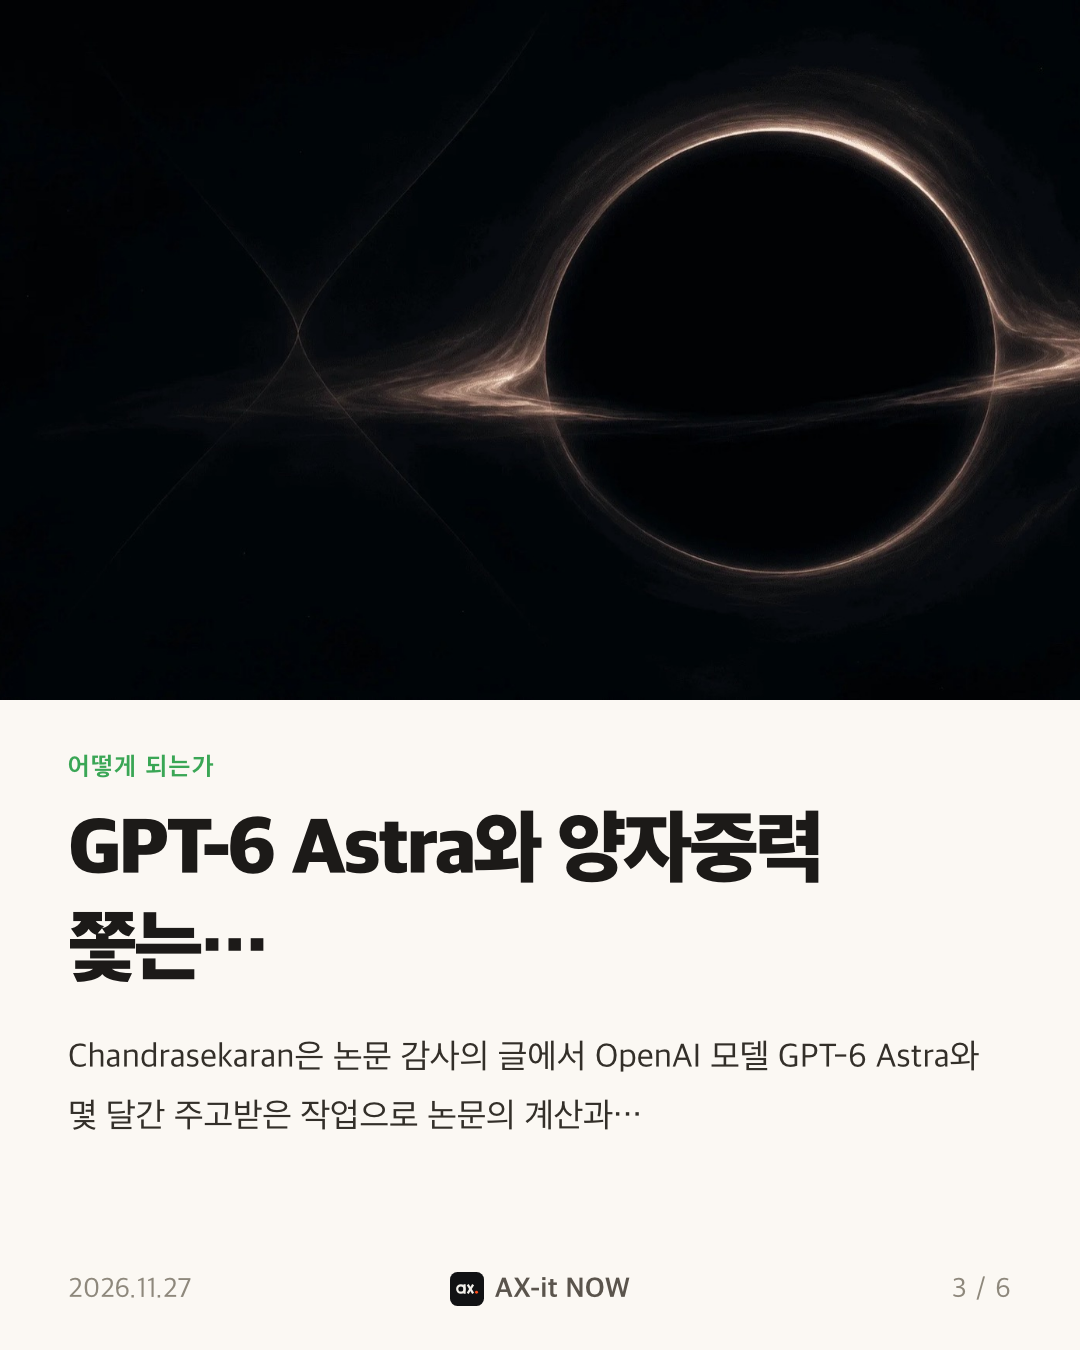 어떻게 되는가
GPT-6 Astra와 양자중력
쫓는…
Chandrasekaran은 논문 감사의 글에서 OpenAI 모델 GPT-6 Astra와
몇 달간 주고받은 작업으로 논문의 계산과…
2026.11.27
ax. AX-it NOW
3 / 6